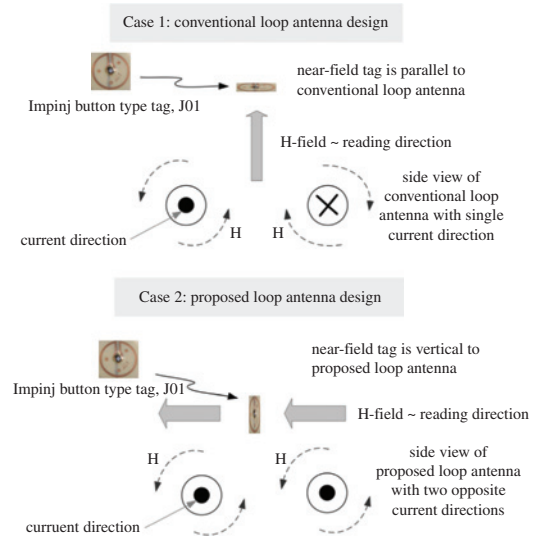 Case 1: conventional loop antenna design
near-field tag is parallel to
conventional loop antenna
Impinj button type tag, J01
H-field ~ reading direction
side view of
conventional loop
antenna with single
current direction
H
H
current direction
Case 2: proposed loop antenna design
near-field tag is vertical to
proposed loop antenna
Impinj button type tag, J01
H-field ~ reading direction
H
H
side view of
proposed loop antenna
with two opposite
current directions
curruent direction